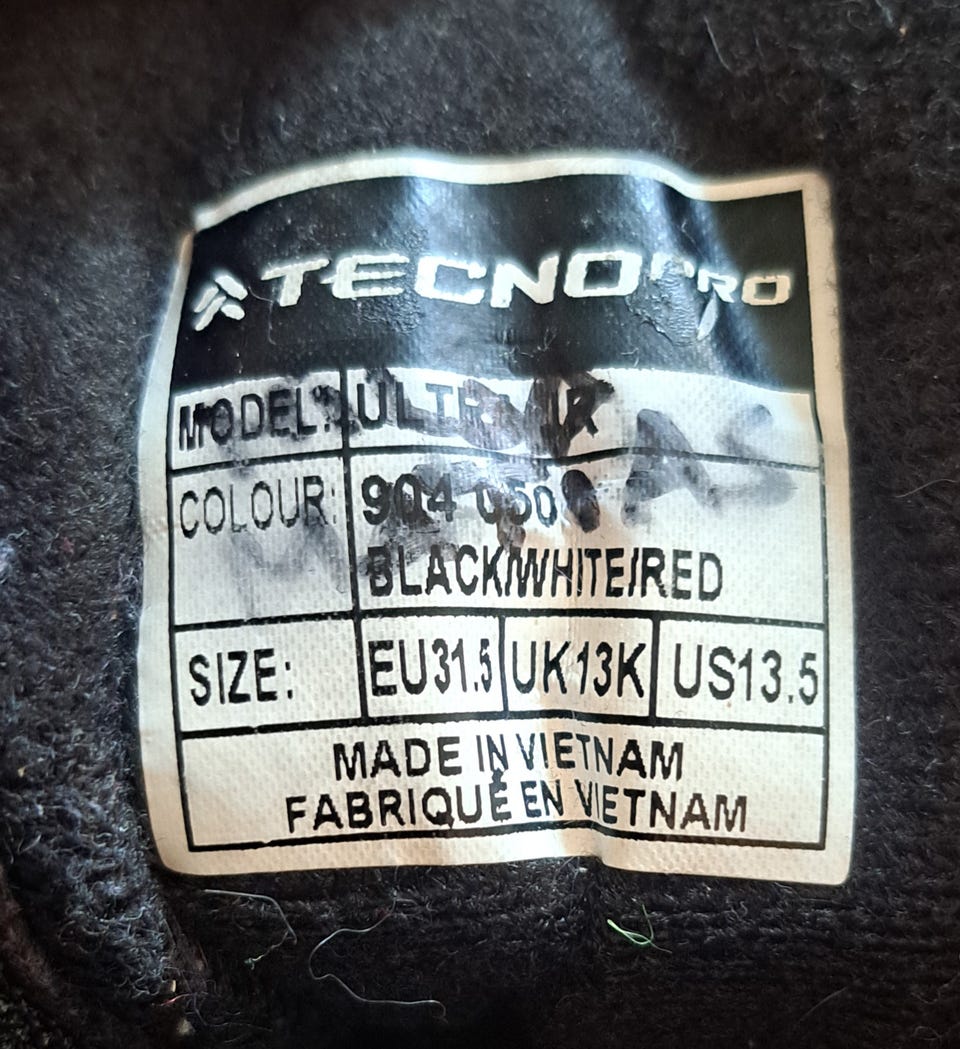 TECNOPRO
MODEL:
COLOUR: 904 050
BLACK/WHITE/RED
SIZE: EU31.5 UK13K US13.5
MADE IN VIETNAM
FABRIQUÉ EN VIETNAM